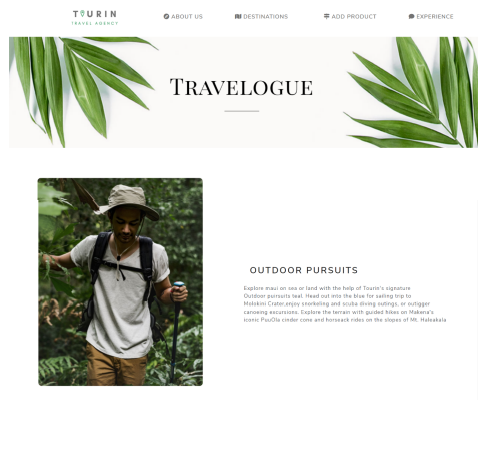 TOURIN
TRAVEL AGENCY
ABOUT US
DESTINATIONS
ADD PRODUCT
EXPERIENCE
TRAVELOGUE
OUTDOOR PURSUITS
Explore maui on sea or land with the help of Tourin's signature
Outdoor pursuits teal. Head out into the blue for sailing trip to
Molokini Crater,enjoy snorkeling and scuba diving outings, or outigger
canoeing excursions. Explore the terrain with guided hikes on Makena's
iconic PuuOla cinder cone and horseack rides on the slopes of Mt. Haleakala